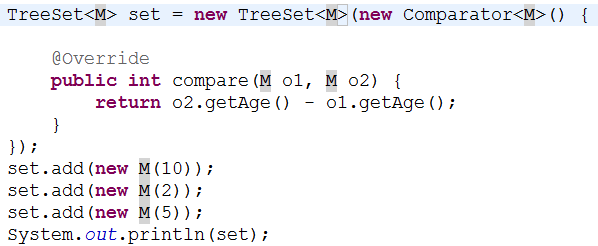 TreeSet<M> set = new TreeSet<M>(new Comparator<M>() {
@Override
public int compare(M o1, M o2) {
return o2.getAge() - o1.getAge();
}
});
set.add(new M(10));
set.add(new M(2));
set.add(new M(5));
System.out.println(set);